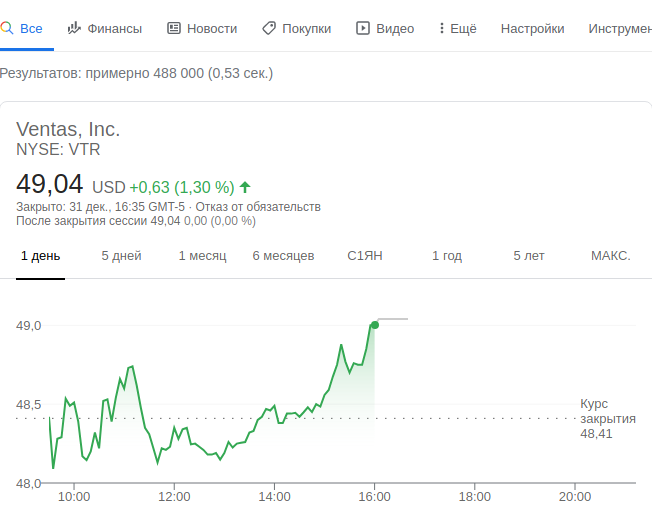 Все Финансы Новости Покупки Видео Ещё Настройки Инструмен
Результатов: примерно 488 000 (0,53 сек.)
Ventas, Inc.
NYSE: VTR
49,04 USD +0,63 (1,30 %)
Закрыто: 31 дек., 16:35 GMT-5 · Отказ от обязательств
После закрытия сессии 49,04 0,00 (0,00 %)
1 день 5 дней 1 месяц 6 месяцев С1ЯН 1 год 5 лет МАКС.
49,0
48,5
Курс
закрытия
48,41
48,0
10:00 12:00 14:00 16:00 18:00 20:00